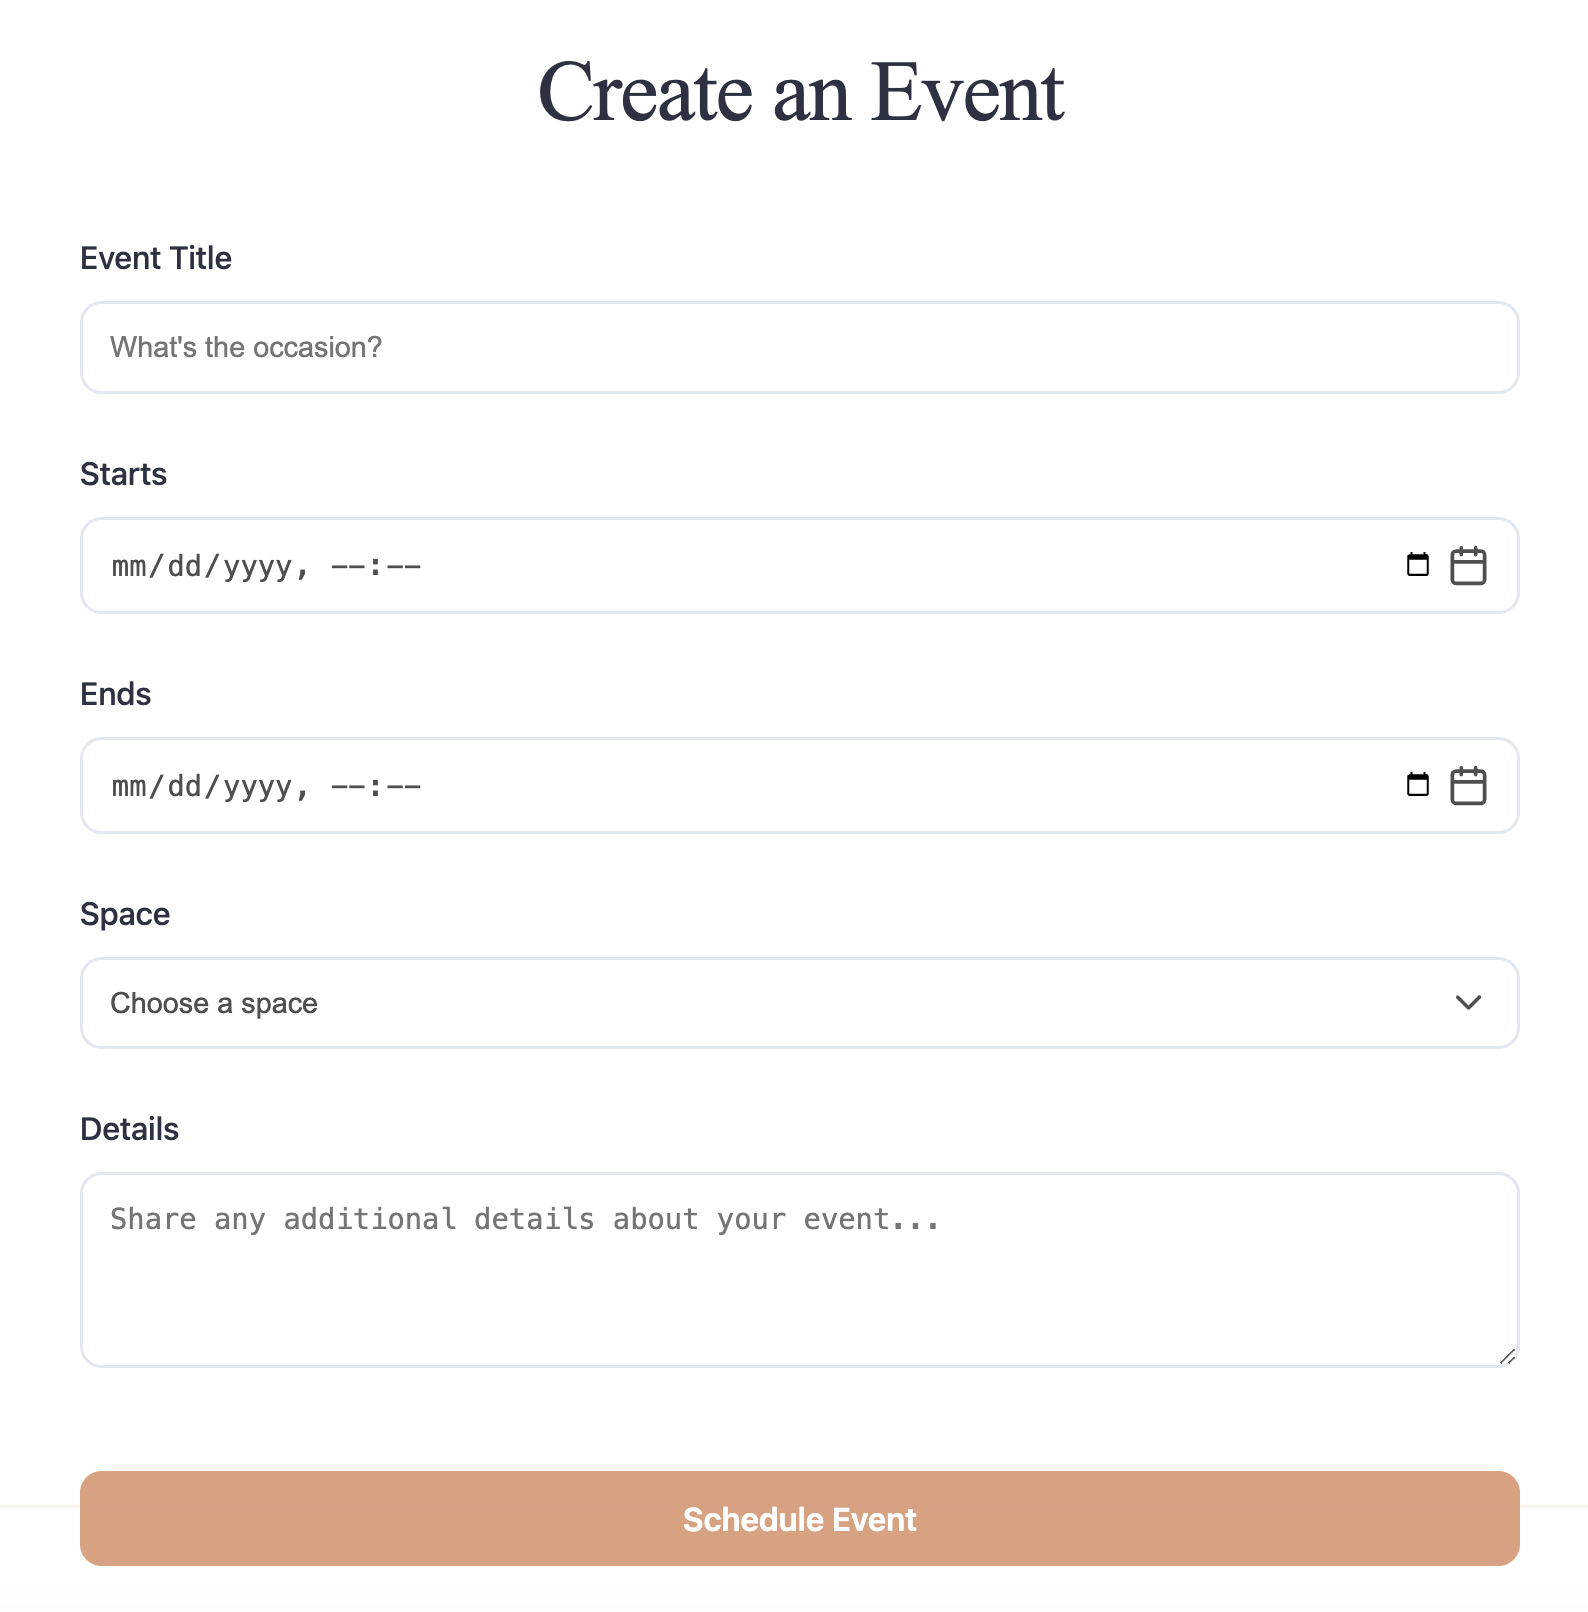 Create an Event
Event Title
What's the occasion?
Starts
mm/dd/yyyy, --:--
Ends
mm/dd/yyyy, --:--
Space
Choose a space
Details
Share any additional details about your event...
Schedule Event